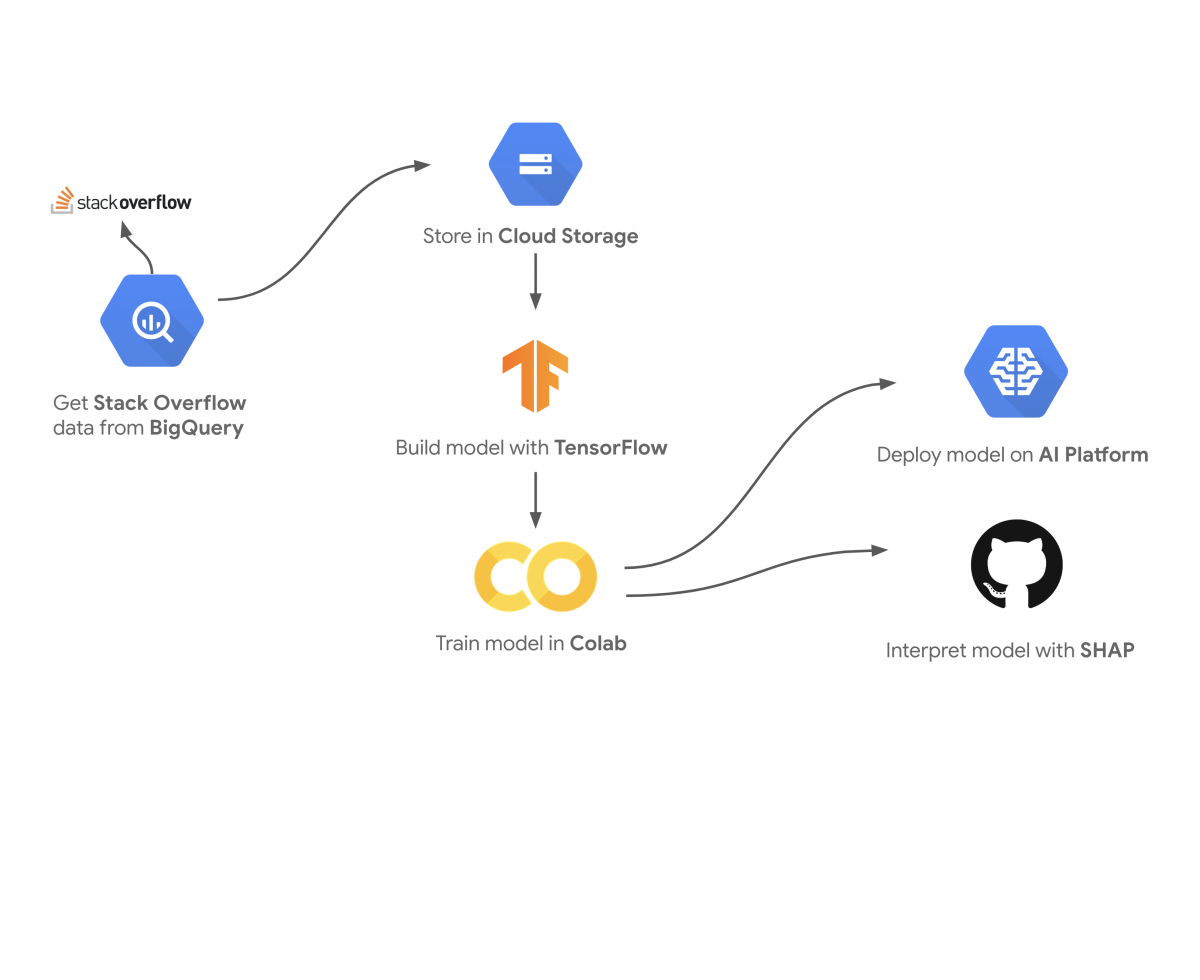 stackoverflow
Get Stack Overflow
data from BigQuery
Store in Cloud Storage
Build model with TensorFlow
Train model in Colab
Deploy model on AI Platform
Interpret model with SHAP